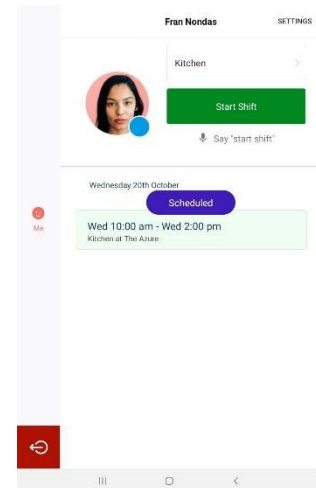 Fran Nondas
SETTINGS
Kitchen
Start Shift
Say "start shift"
Wednesday 20th October
Scheduled
Me
Wed 10:00 am - Wed 2:00 pm
Kitchen at The Azure